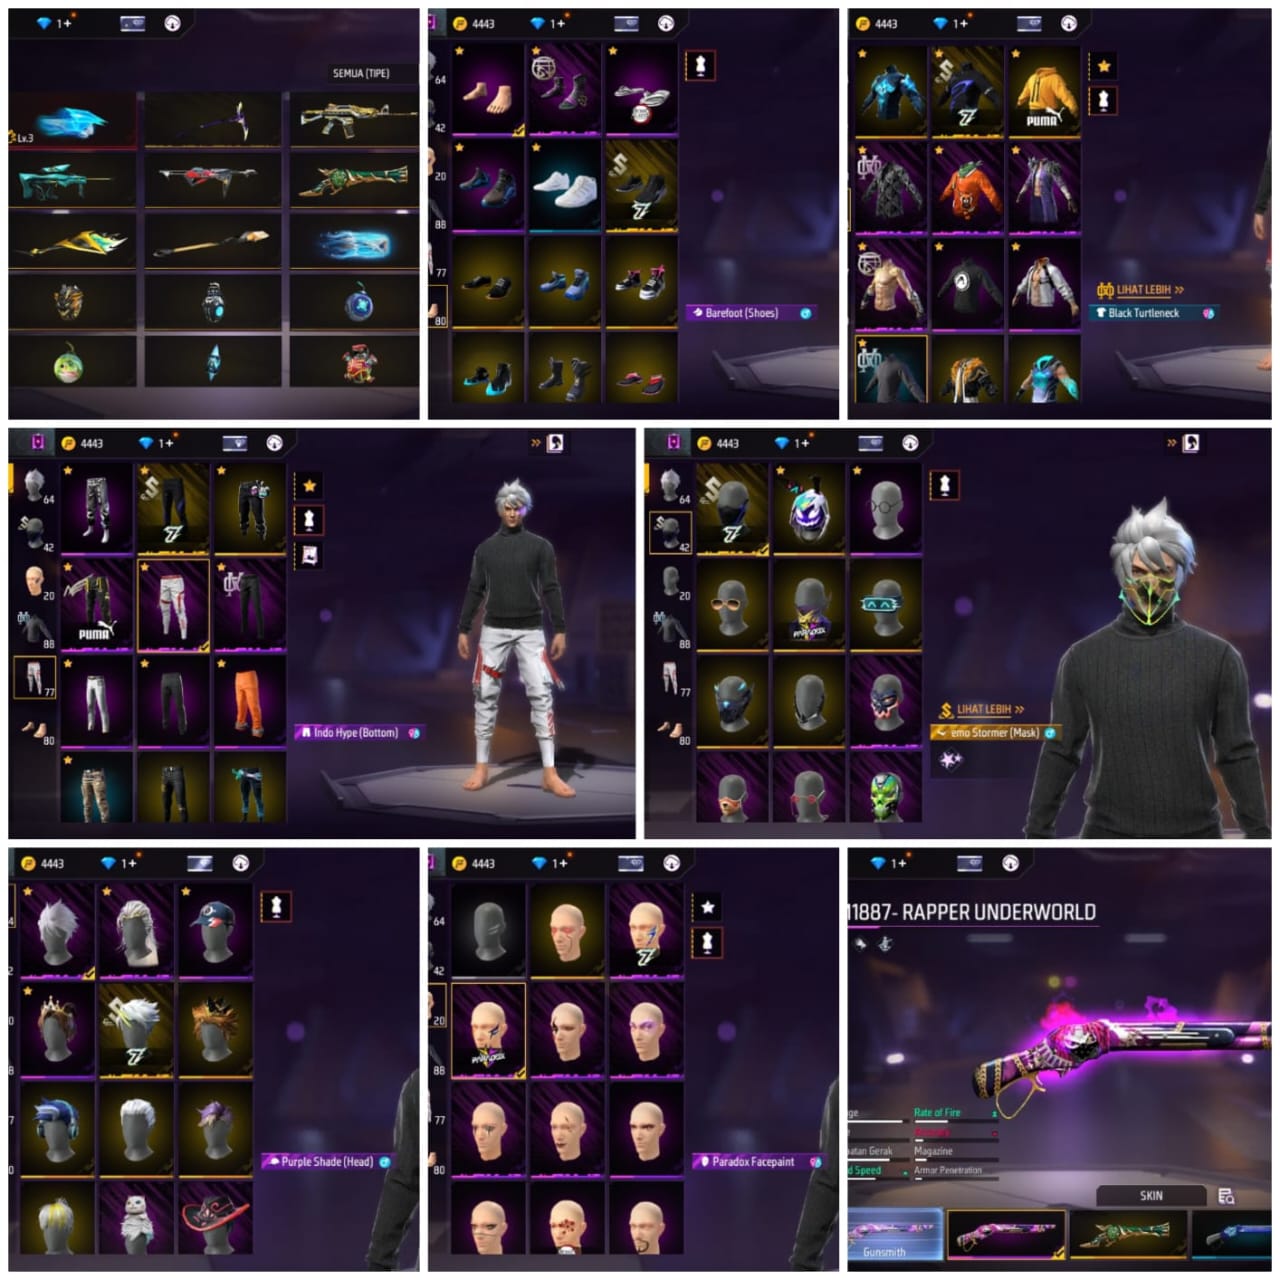 1+
SEMUA (TIPE)
Lv.3
4443
1+
64
42
20
88
77
80
Barefoot (Shoes)
4443
1+
PUMA
LIHAT LEBIH >>
Black Turtleneck
4443
1+
64
42
20
88
77
80
PUMA
Indo Hype (Bottom)
4443
1+
64
42
20
88
77
80
LIHAT LEBIH >>
emo Stormer (Mask)
4443
1+
Purple Shade (Head)
4443
1+
64
42
20
88
77
80
Paradox Facepaint
1+
11887- RAPPER UNDERWORLD
ge
Rate of Fire
atan Gerak
Magazine
d Speed
Armor Penetration
SKIN
Gunsmith